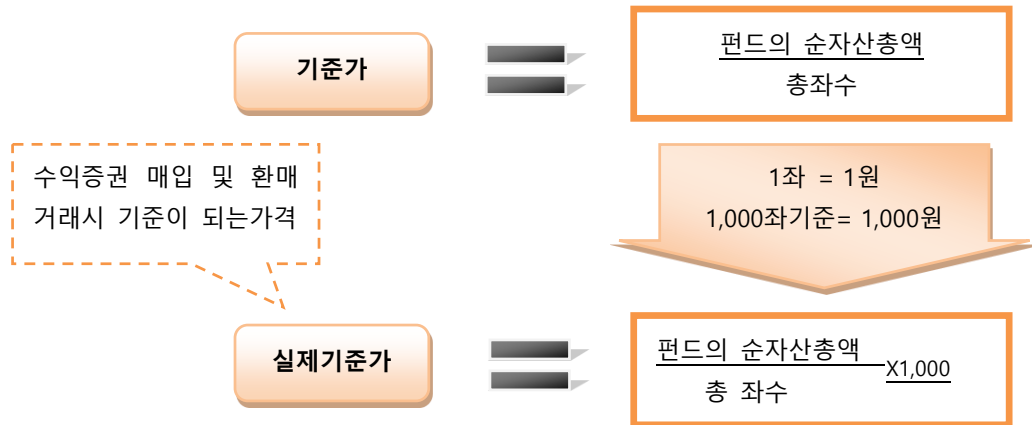 기준가
펀드의 순자산총액
총좌수
수익증권 매입 및 환매
거래시 기준이 되는가격
1좌 = 1원
1,000좌기준= 1,000원
실제기준가
펀드의 순자산총액
X1,000
총 좌수